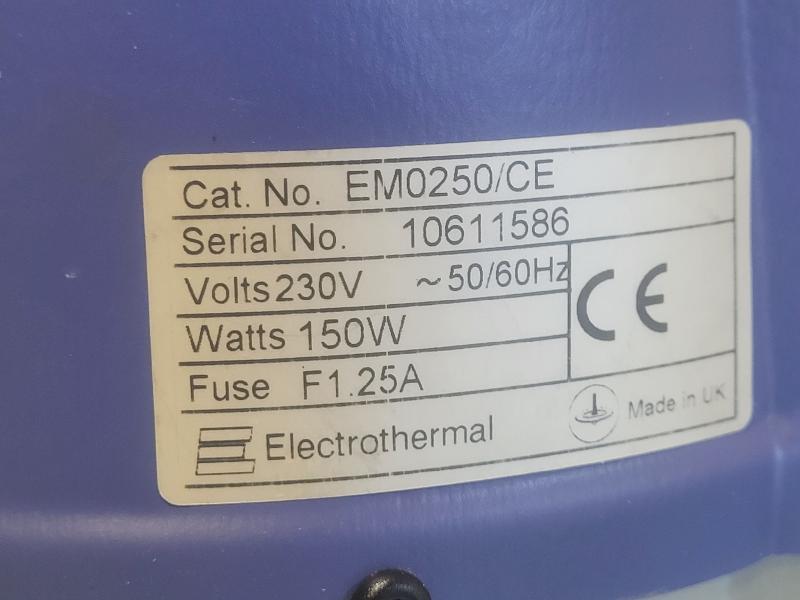 Cat. No. EM0250/CE
Serial No. 10611586
Volts 230V ~50/60Hz
Watts 150W
Fuse F1.25A
CE
Electrothermal
Made in UK